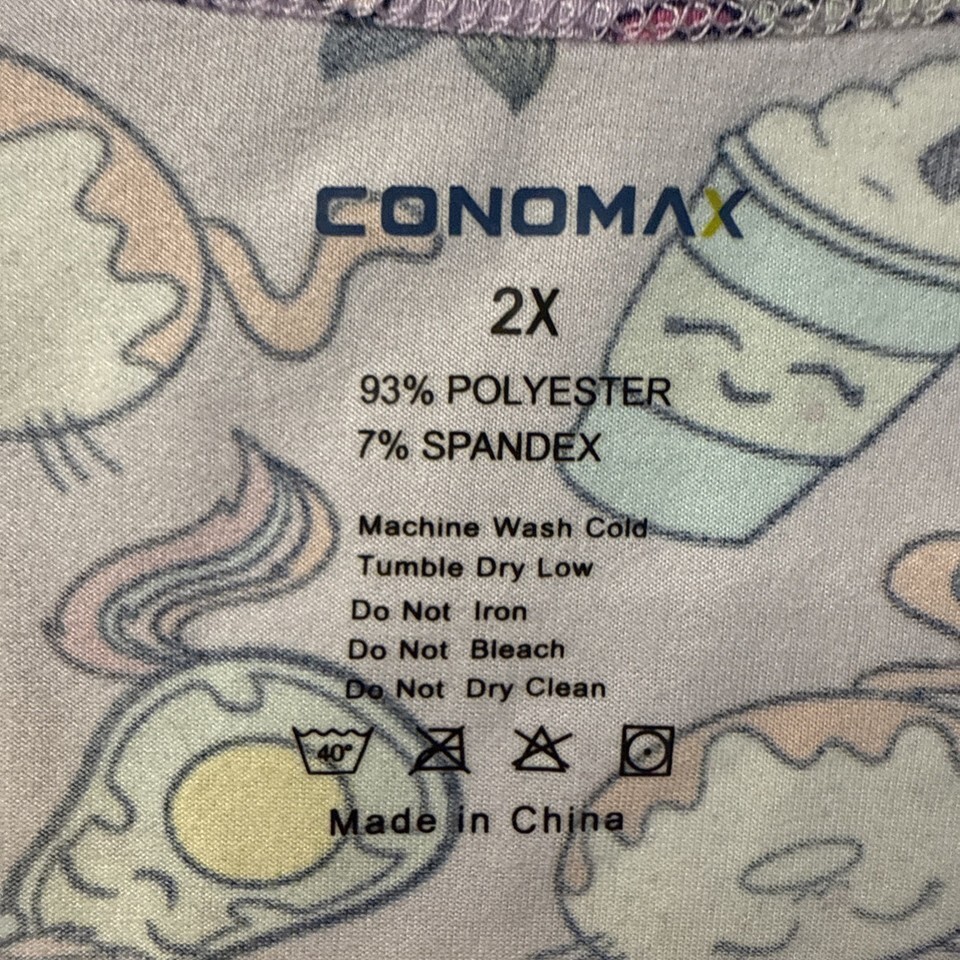 CONOMAX
2X
93% POLYESTER
7% SPANDEX
Machine Wash Cold
Tumble Dry Low
Do Not Iron
Do Not Bleach
Do Not Dry Clean
40°
Made in China